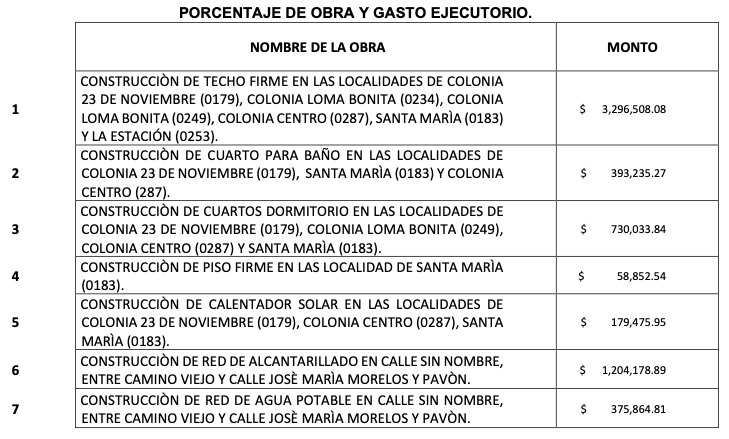 PORCENTAJE DE OBRA Y GASTO EJECUTORIO.
NOMBRE DE LA OBRA MONTO
CONSTRUCCIÒN DE TECHO FIRME EN LAS LOCALIDADES DE COLONIA
23 DE NOVIEMBRE (0179), COLONIA LOMA BONITA (0234), COLONIA
1 LOMA BONITA (0249), COLONIA CENTRO (0287), SANTA MARÌA (0183) $ 3,296,508.08
Y LA ESTACIÓN (0253).
CONSTRUCCIÒN DE CUARTO PARA BAÑO EN LAS LOCALIDADES DE
2 COLONIA 23 DE NOVIEMBRE (0179), SANTA MARÌA (0183) Y COLONIA $ 393,235.27
CENTRO (287).
CONSTRUCCIÒN DE CUARTOS DORMITORIO EN LAS LOCALIDADES DE
3 COLONIA 23 DE NOVIEMBRE (0179), COLONIA LOMA BONITA (0249), $ 730,033.84
COLONIA CENTRO (0287) Y SANTA MARÌA (0183).
4 CONSTRUCCIÒN DE PISO FIRME EN LAS LOCALIDAD DE SANTA MARÌA $ 58,852.54
(0183).
CONSTRUCCIÒN DE CALENTADOR SOLAR EN LAS LOCALIDADES DE
5 COLONIA 23 DE NOVIEMBRE (0179), COLONIA CENTRO (0287), SANTA $ 179,475.95
MARÌA (0183).
6 CONSTRUCCIÒN DE RED DE ALCANTARILLADO EN CALLE SIN NOMBRE, $ 1,204,178.89
ENTRE CAMINO VIEJO Y CALLE JOSÈ MARÌA MORELOS Y PAVÒN.
7 CONSTRUCCIÒN DE RED DE AGUA POTABLE EN CALLE SIN NOMBRE, $ 375,864.81
ENTRE CAMINO VIEJO Y CALLE JOSÈ MARÌA MORELOS Y PAVÒN.